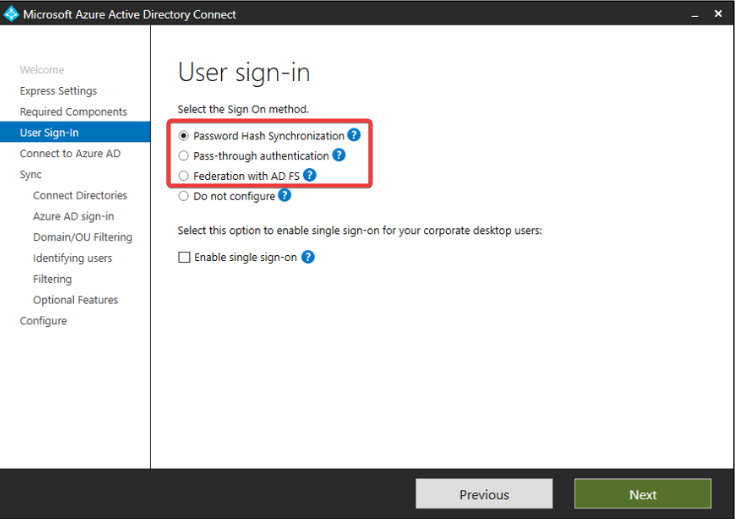 Microsoft Azure Active Directory Connect
Welcome
Express Settings
Required Components
User Sign-In
Connect to Azure AD
Sync
Connect Directories
Azure AD sign-in
Domain/OU Filtering
Identifying users
Filtering
Optional Features
Configure
User sign-in
Select the Sign On method.
Password Hash Synchronization ?
Pass-through authentication ?
Federation with AD FS ?
Do not configure ?
Select this option to enable single sign-on for your corporate desktop users:
Enable single sign-on ?
Previous
Next